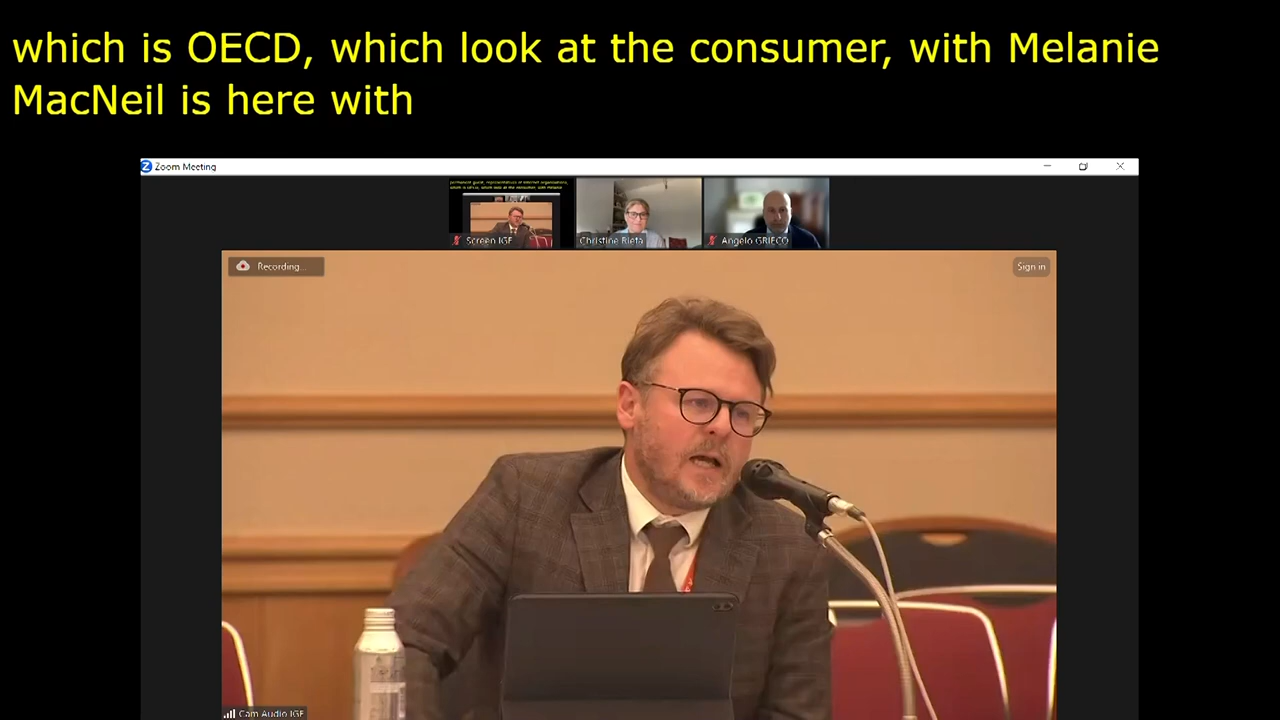 which is OECD, which look at the consumer, with Melanie
MacNeil is here with
Zoom Meeting
Screen IGF
Christine Rieta
Angelo GRIECO
Recording...
Sign in
Cam Audio IGF